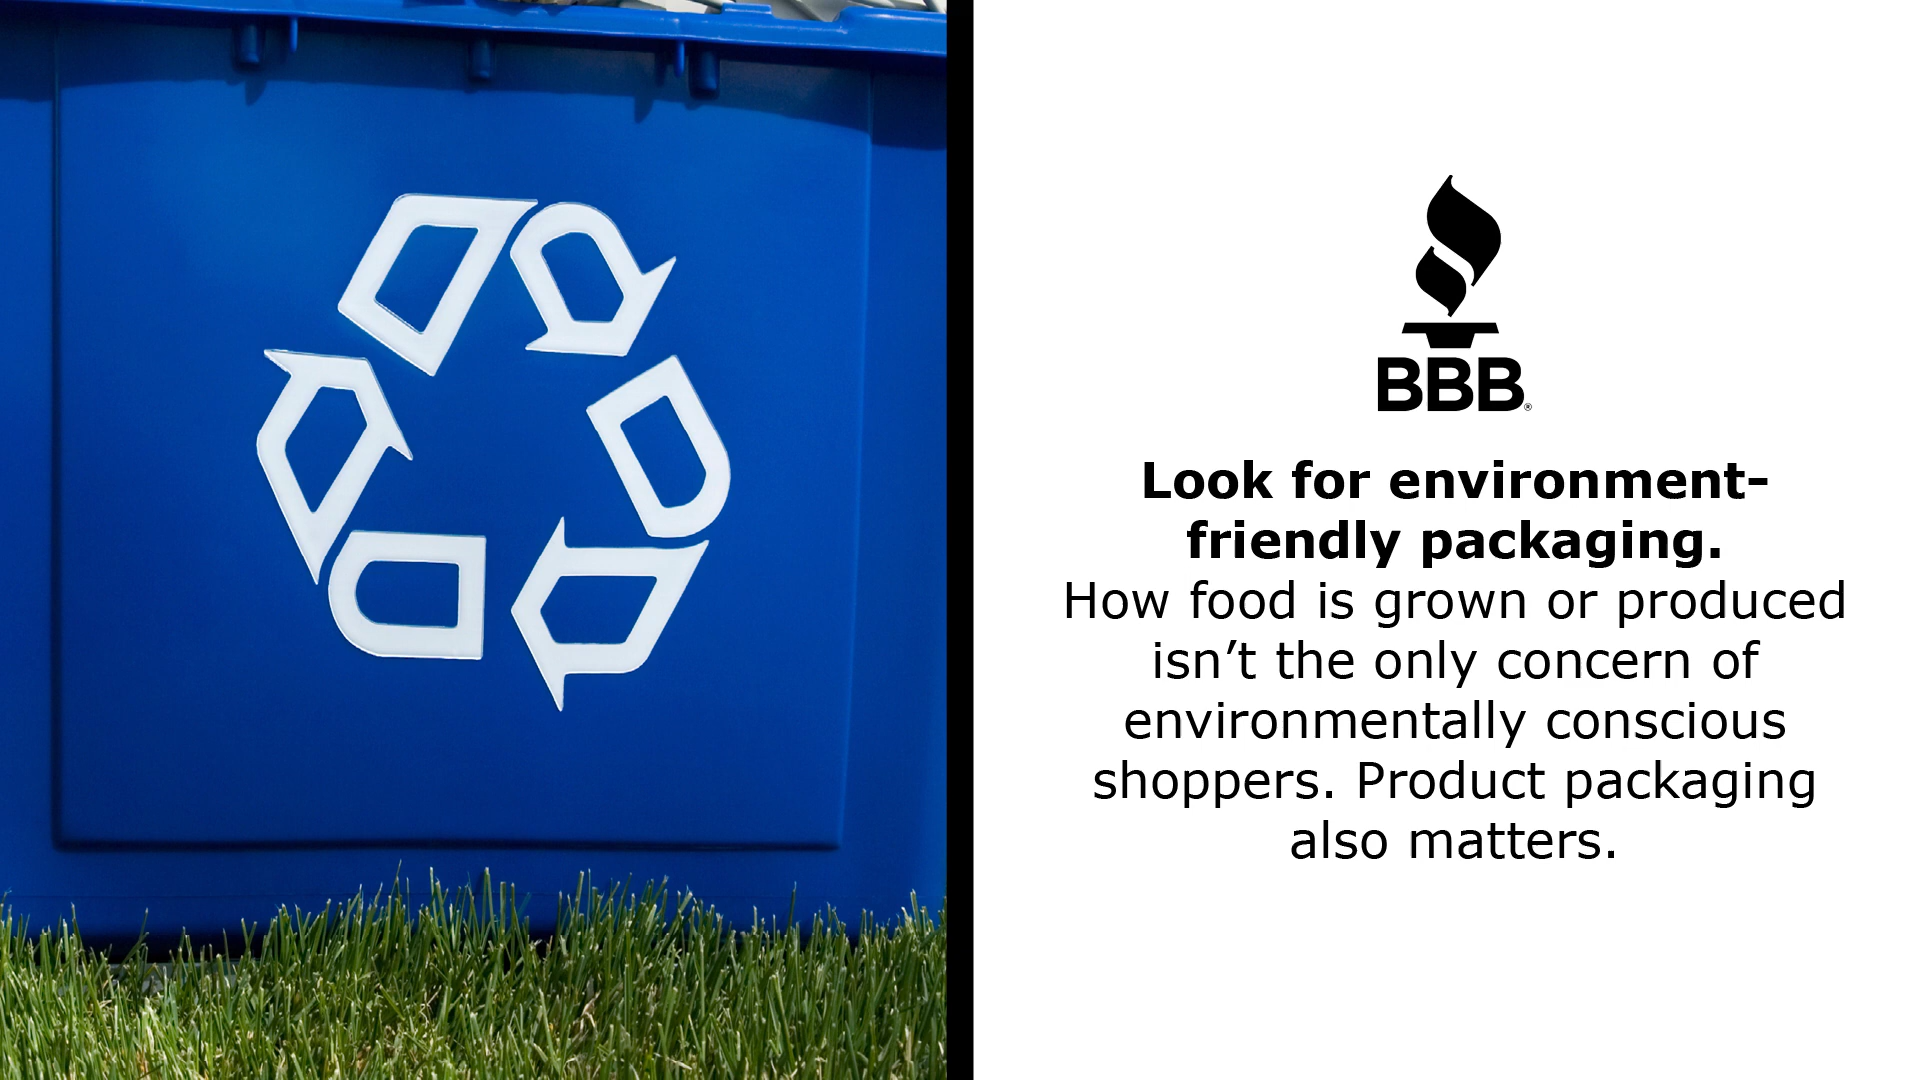 BBB®
Look for environment-
friendly packaging.
How food is grown or produced
isn’t the only concern of
environmentally conscious
shoppers. Product packaging
also matters.